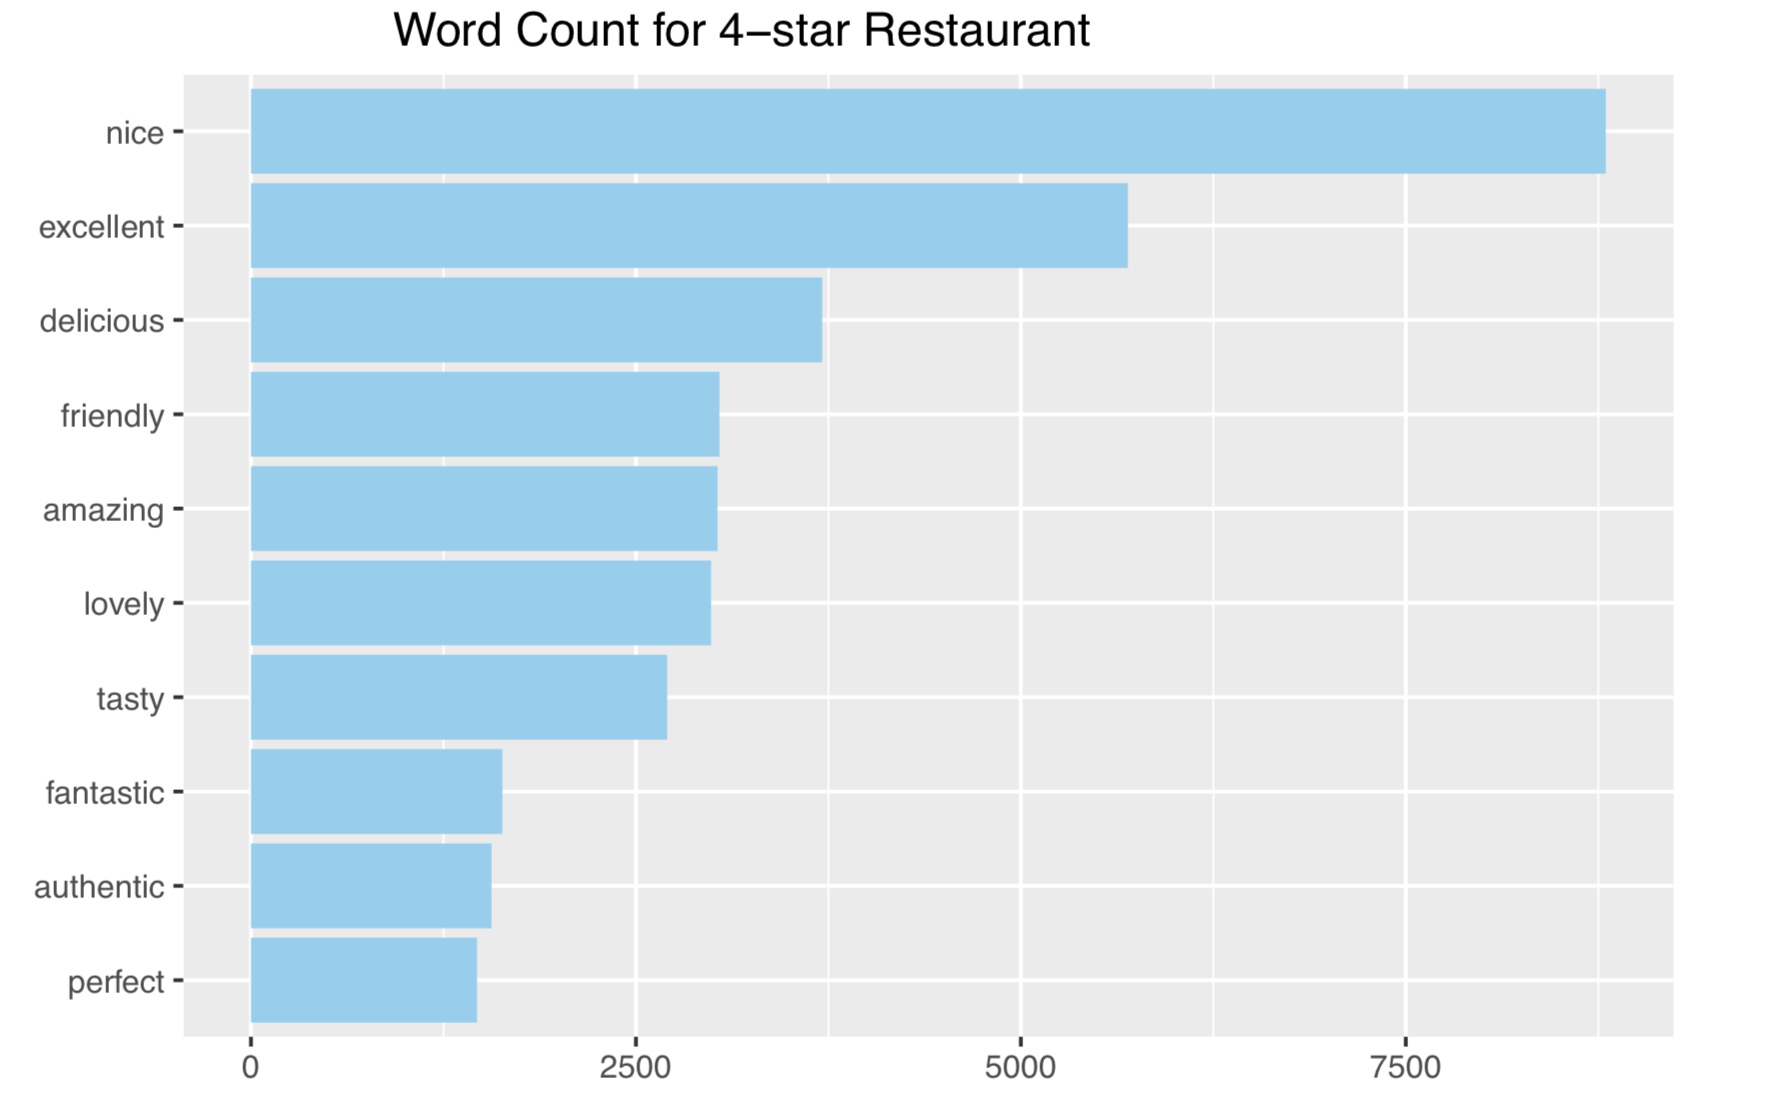 Word Count for 4−star Restaurant
nice
excellent
delicious
friendly
amazing
lovely
tasty
fantastic
authentic
perfect
0 2500 5000 7500